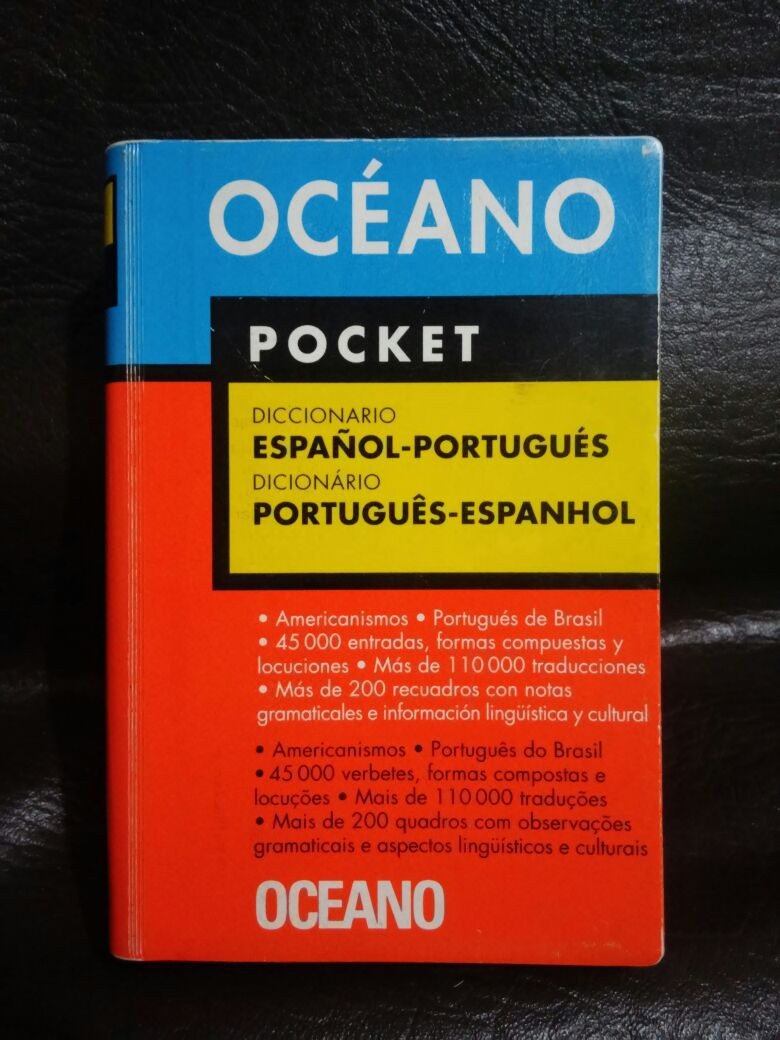 OCÉANO
POCKET
DICCIONARIO
ESPAÑOL-PORTUGUÉS
DICIONÁRIO
PORTUGUÊS-ESPANHOL
• Americanismos • Portugués de Brasil
• 45 000 entradas, formas compuestas y
locuciones • Más de 110 000 traducciones
• Más de 200 recuadros con notas
gramaticales e información lingüística y cultural
• Americanismos • Português do Brasil
• 45 000 verbetes, formas compostas e
locuções • Mais de 110 000 traduções
• Mais de 200 quadros com observações
gramaticais e aspectos lingüísticos e culturais
OCEANO